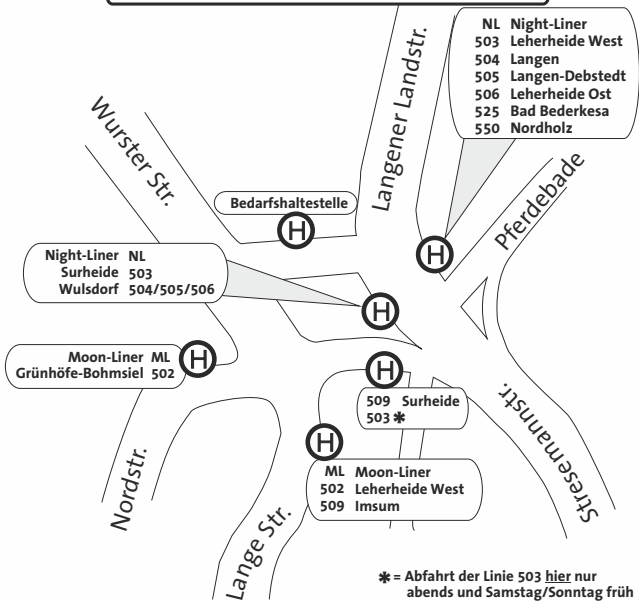 NL Night-Liner
503 Leherheide West
504 Langen
505 Langen-Debstedt
506 Leherheide Ost
525 Bad Bederkesa
550 Nordholz
Langener Landstr.
Wurster Str.
Pferdebade
Bedarfshaltestelle
H
H
Night-Liner NL
Surheide 503
Wulsdorf 504/505/506
H
Moon-Liner ML
Grünhöfe-Bohmsiel 502
H
H
509 Surheide
503 *
Stresemannstr.
H
ML Moon-Liner
502 Leherheide West
509 Imsum
Nordstr.
Lange Str.
* = Abfahrt der Linie 503 hier nur
abends und Samstag/Sonntag früh